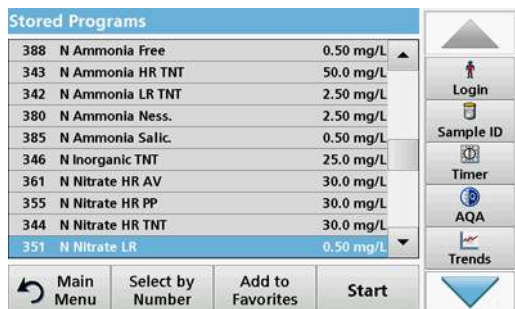 Stored Programs
388 N Ammonia Free 0.50 mg/L
343 N Ammonia HR TNT 50.0 mg/L
342 N Ammonia LR TNT 2.50 mg/L
380 N Ammonia Ness. 2.50 mg/L
385 N Ammonia Salic. 0.50 mg/L
346 N Inorganic TNT 25.0 mg/L
361 N Nitrate HR AV 30.0 mg/L
355 N Nitrate HR PP 30.0 mg/L
344 N Nitrate HR TNT 30.0 mg/L
351 N Nitrate LR 0.50 mg/L
Main
Menu
Select by
Number
Add to
Favorites
Start
Login
Sample ID
Timer
AQA
Trends